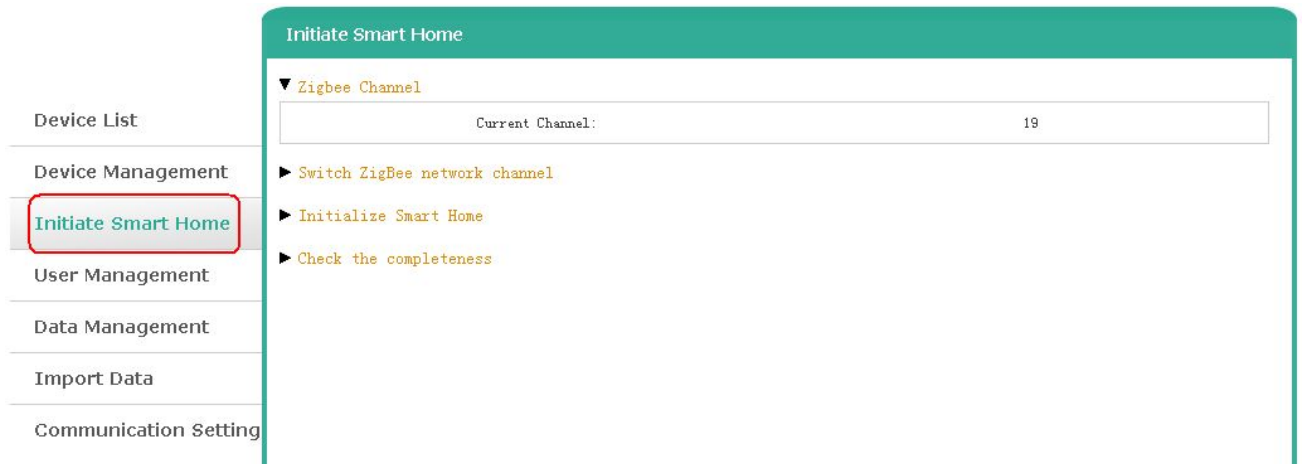 Initiate Smart Home
Device List
Device Management
Initiate Smart Home
User Management
Data Management
Import Data
Communication Setting
Zigbee Channel
Current Channel: 19
Switch ZigBee network channel
Initialize Smart Home
Check the completeness